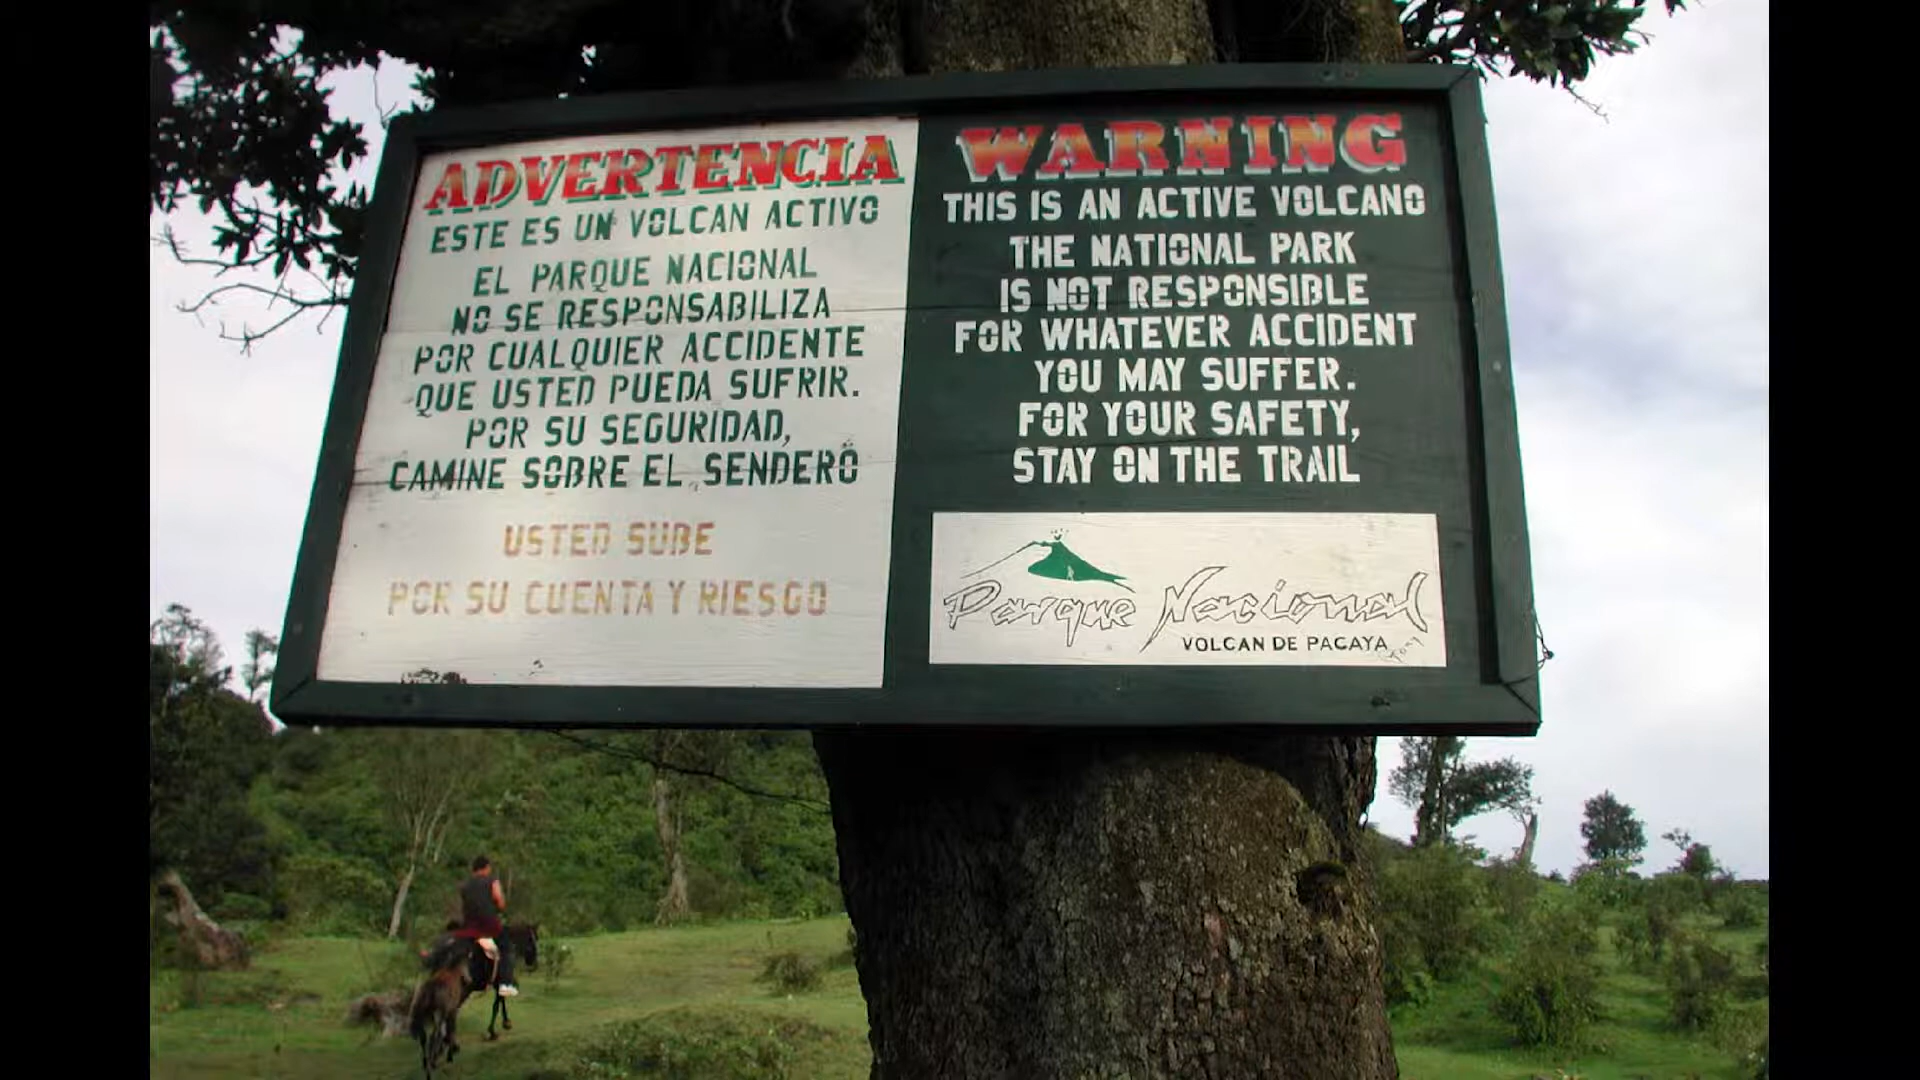 ADVERTENCIA
ESTE ES UN VOLCAN ACTIVO
EL PARQUE NACIONAL
NO SE RESPONSABILIZA
POR CUALQUIER ACCIDENTE
QUE USTED PUEDA SUFRIR.
POR SU SEGURIDAD,
CAMINE SOBRE EL SENDERO
USTED SUBE
POR SU CUENTA Y RIESGO
WARNING
THIS IS AN ACTIVE VOLCANO
THE NATIONAL PARK
IS NOT RESPONSIBLE
FOR WHATEVER ACCIDENT
YOU MAY SUFFER.
FOR YOUR SAFETY,
STAY ON THE TRAIL
Parque Nacional
VOLCAN DE PACAYA